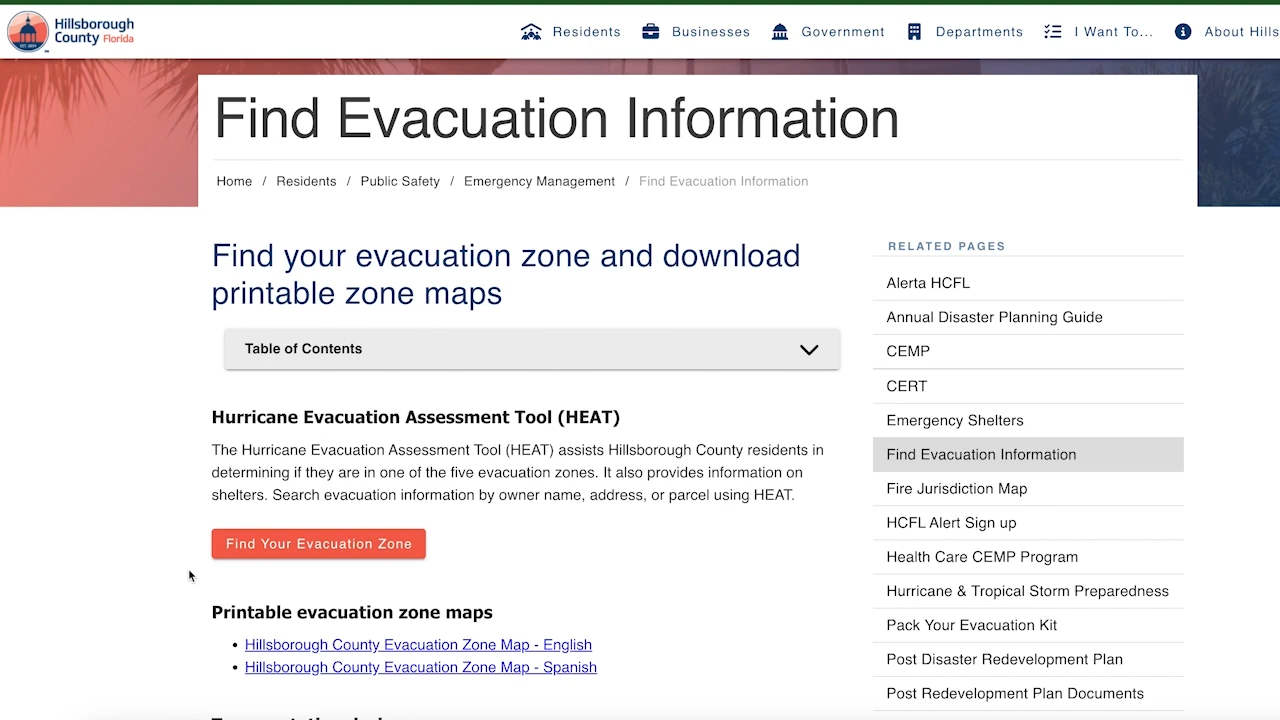 Hillsborough
County Florida
Residents
Businesses
Government
Departments
I Want To...
About Hills
Find Evacuation Information
Home / Residents / Public Safety / Emergency Management / Find Evacuation Information
Find your evacuation zone and download
printable zone maps
Table of Contents
Hurricane Evacuation Assessment Tool (HEAT)
The Hurricane Evacuation Assessment Tool (HEAT) assists Hillsborough County residents in
determining if they are in one of the five evacuation zones. It also provides information on
shelters. Search evacuation information by owner name, address, or parcel using HEAT.
Find Your Evacuation Zone
Printable evacuation zone maps
• Hillsborough County Evacuation Zone Map - English
• Hillsborough County Evacuation Zone Map - Spanish
RELATED PAGES
Alerta HCFL
Annual Disaster Planning Guide
CEMP
CERT
Emergency Shelters
Find Evacuation Information
Fire Jurisdiction Map
HCFL Alert Sign up
Health Care CEMP Program
Hurricane & Tropical Storm Preparedness
Pack Your Evacuation Kit
Post Disaster Redevelopment Plan
Post Redevelopment Plan Documents